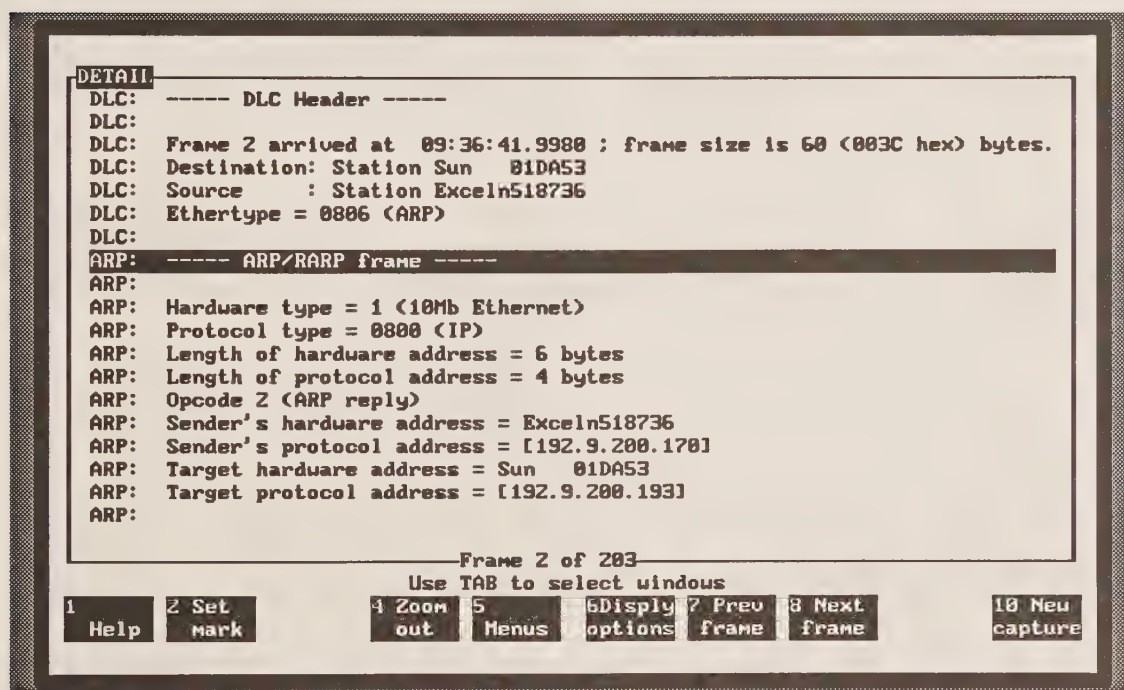 DETAIL
DLC: ----- DLC Header -----
DLC:
DLC: Frame 2 arrived at 09:36:41.9980 ; frame size is 60 (003C hex) bytes.
DLC: Destination: Station Sun 01DA53
DLC: Source : Station Exceln518736
DLC: Ethertype = 0806 (ARP)
DLC:
ARP: ----- ARP/RARP frame -----
ARP:
ARP: Hardware type = 1 (10Mb Ethernet)
ARP: Protocol type = 0800 (IP)
ARP: Length of hardware address = 6 bytes
ARP: Length of protocol address = 4 bytes
ARP: Opcode 2 (ARP reply)
ARP: Sender's hardware address = Exceln518736
ARP: Sender's protocol address = [192.9.200.170]
ARP: Target hardware address = Sun 01DA53
ARP: Target protocol address = [192.9.200.193]
ARP:
Frame 2 of 203
Use TAB to select windows
1 Help
2 Set mark
4 Zoom out
5 Menus
6Disply options
7 Prev frame
8 Next frame
10 New capture